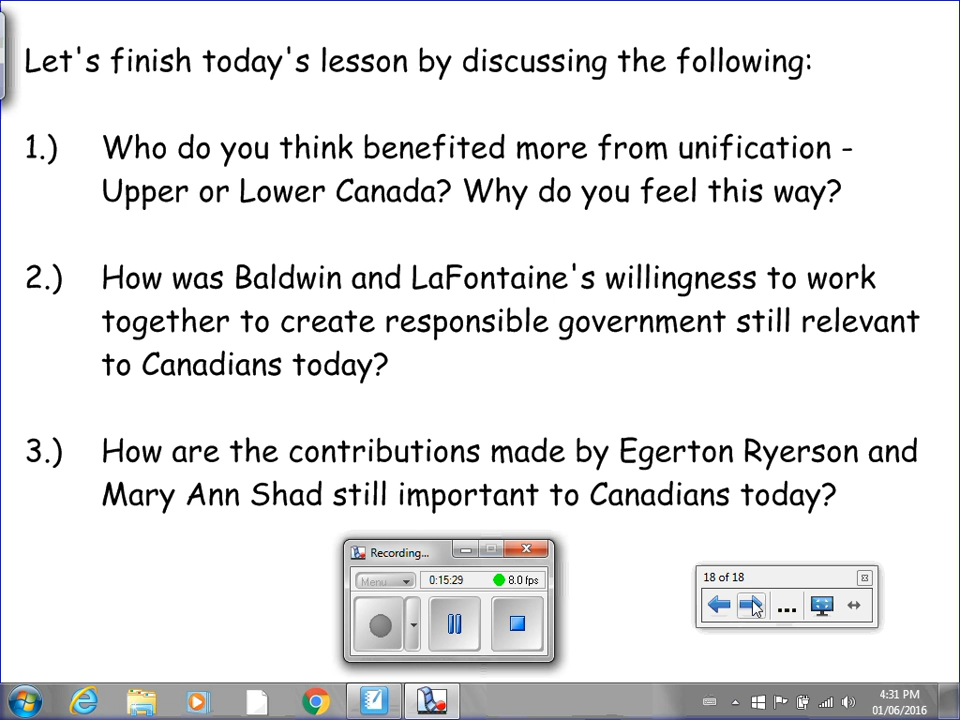 Let's finish today's lesson by discussing the following:
1.) Who do you think benefited more from unification -
Upper or Lower Canada? Why do you feel this way?
2.) How was Baldwin and LaFontaine's willingness to work
together to create responsible government still relevant
to Canadians today?
3.) How are the contributions made by Egerton Ryerson and
Mary Ann Shad still important to Canadians today?
Recording...
Menu 0:15:29 8.0 fps
18 of 18
...
4:31 PM
01/06/2016